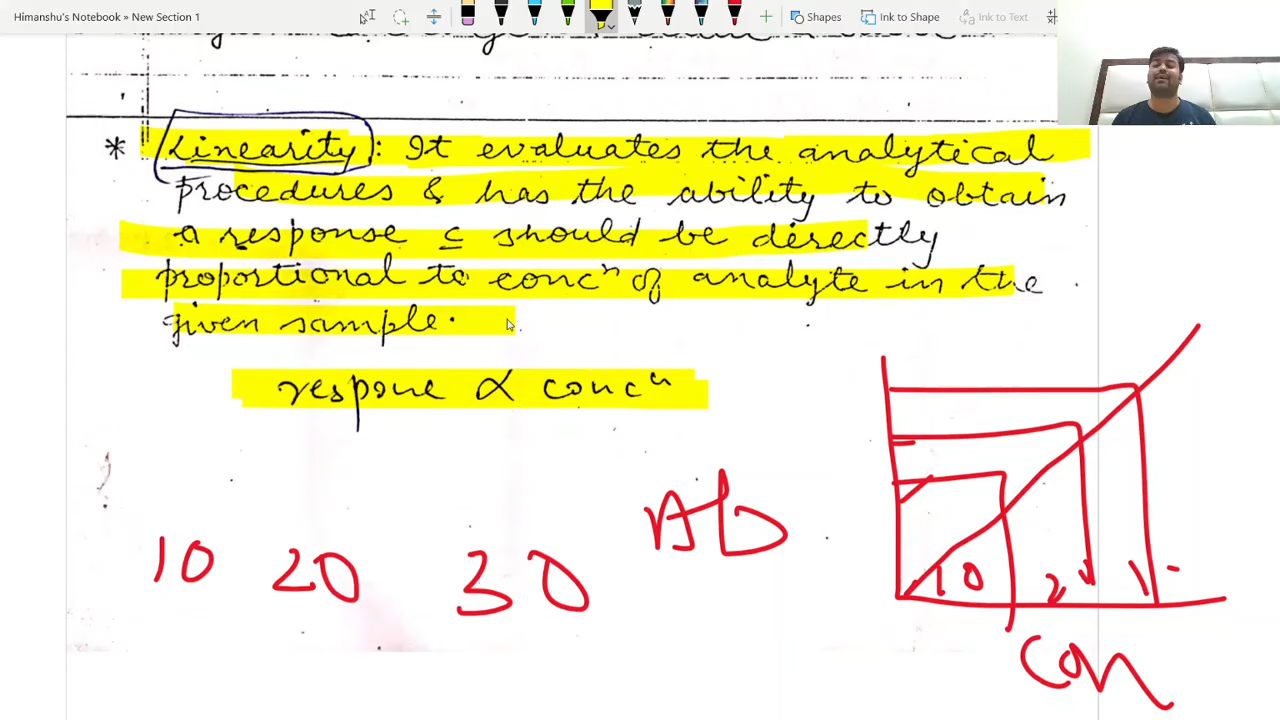 Himanshu's Notebook » New Section 1
Shapes
Ink to Shape
Ink to Text
* Linearity : It evaluates the analytical
procedures & has the ability to obtain
a response c should be directly
proportional to concn of analyte in the
given sample.
respone ∝ concn
10 20 30
Ab
10
Con